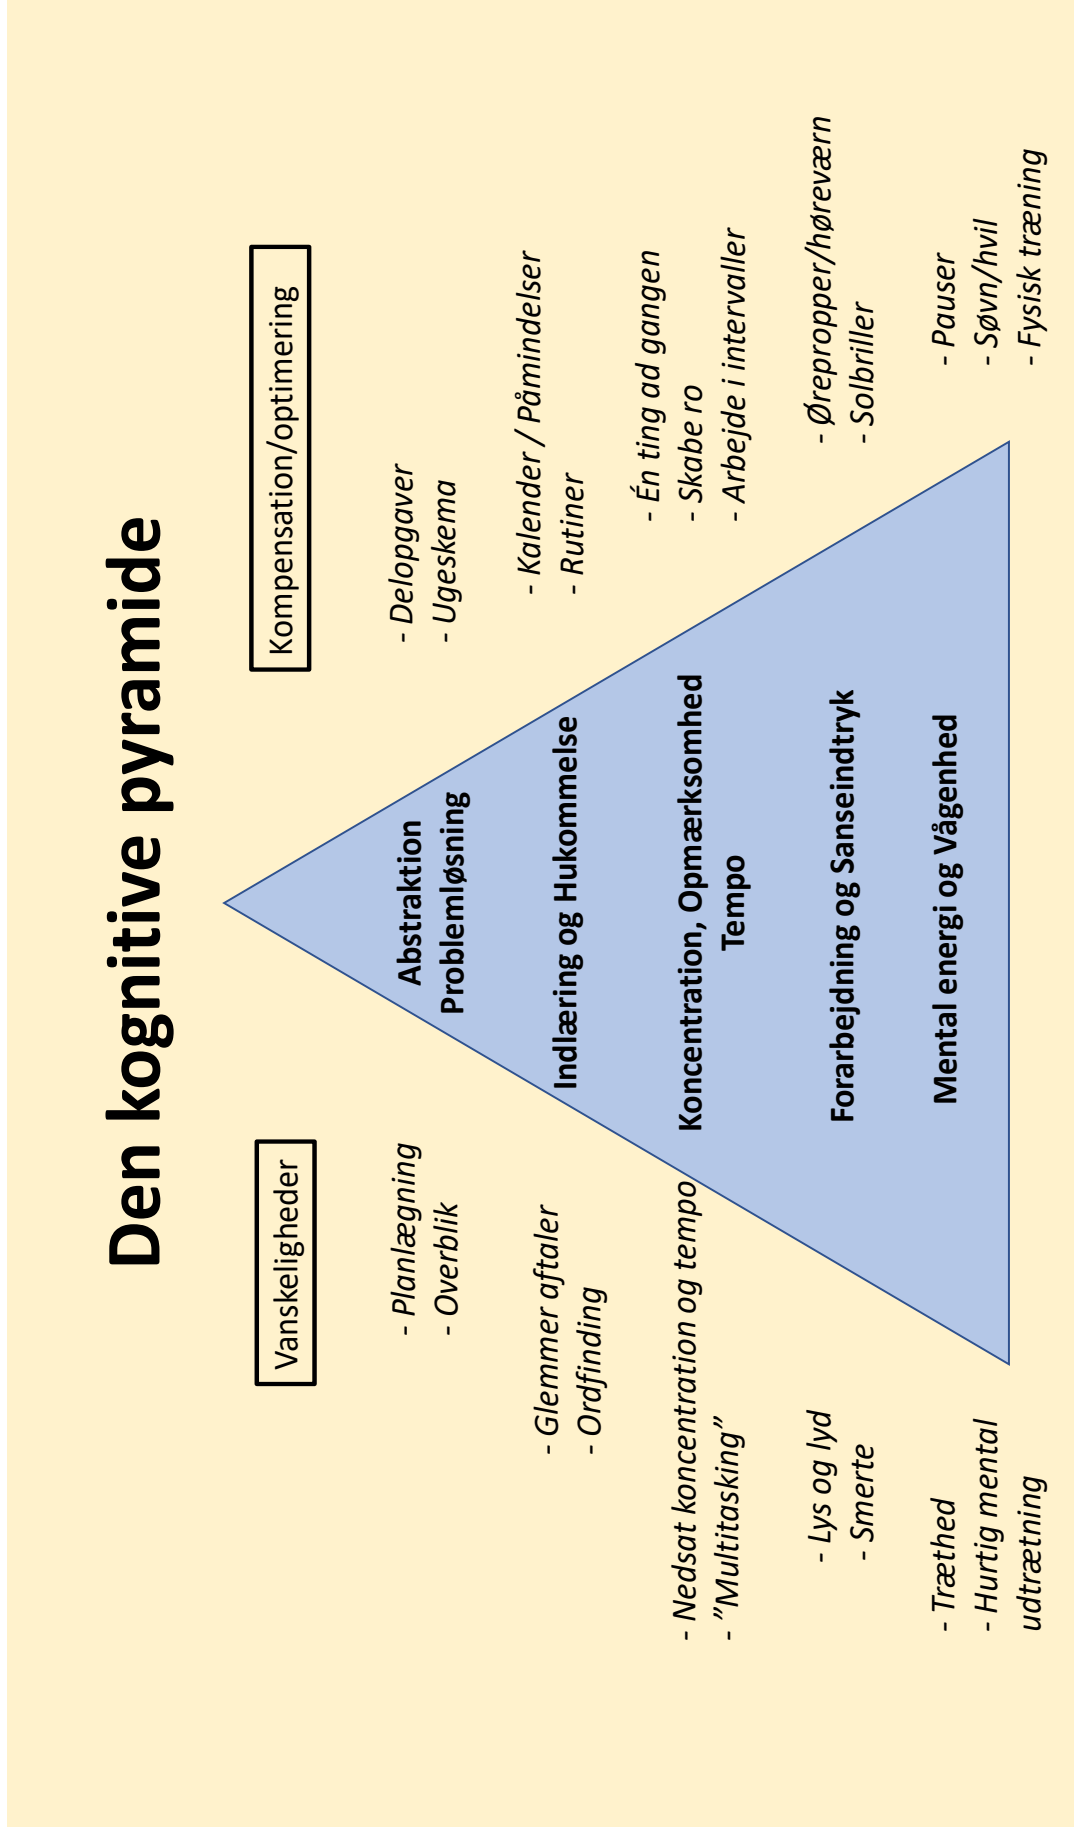 Den kognitive pyramide
Vanskeligheder
Kompensation/optimering
- Planlægning
- Overblik
Abstraktion
Problemløsning
- Delopgaver
- Ugeskema
- Glemmer aftaler
- Ordfinding
Indlæring og Hukommelse
- Kalender / Påmindelser
- Rutiner
- Nedsat koncentration og tempo
- ”Multitasking”
Koncentration, Opmærksomhed
Tempo
- Én ting ad gangen
- Skabe ro
- Arbejde i intervaller
- Lys og lyd
- Smerte
Forarbejdning og Sanseindtryk
- Ørepropper/høreværn
- Solbriller
- Træthed
- Hurtig mental
udtrætning
Mental energi og Vågenhed
- Pauser
- Søvn/hvil
- Fysisk træning